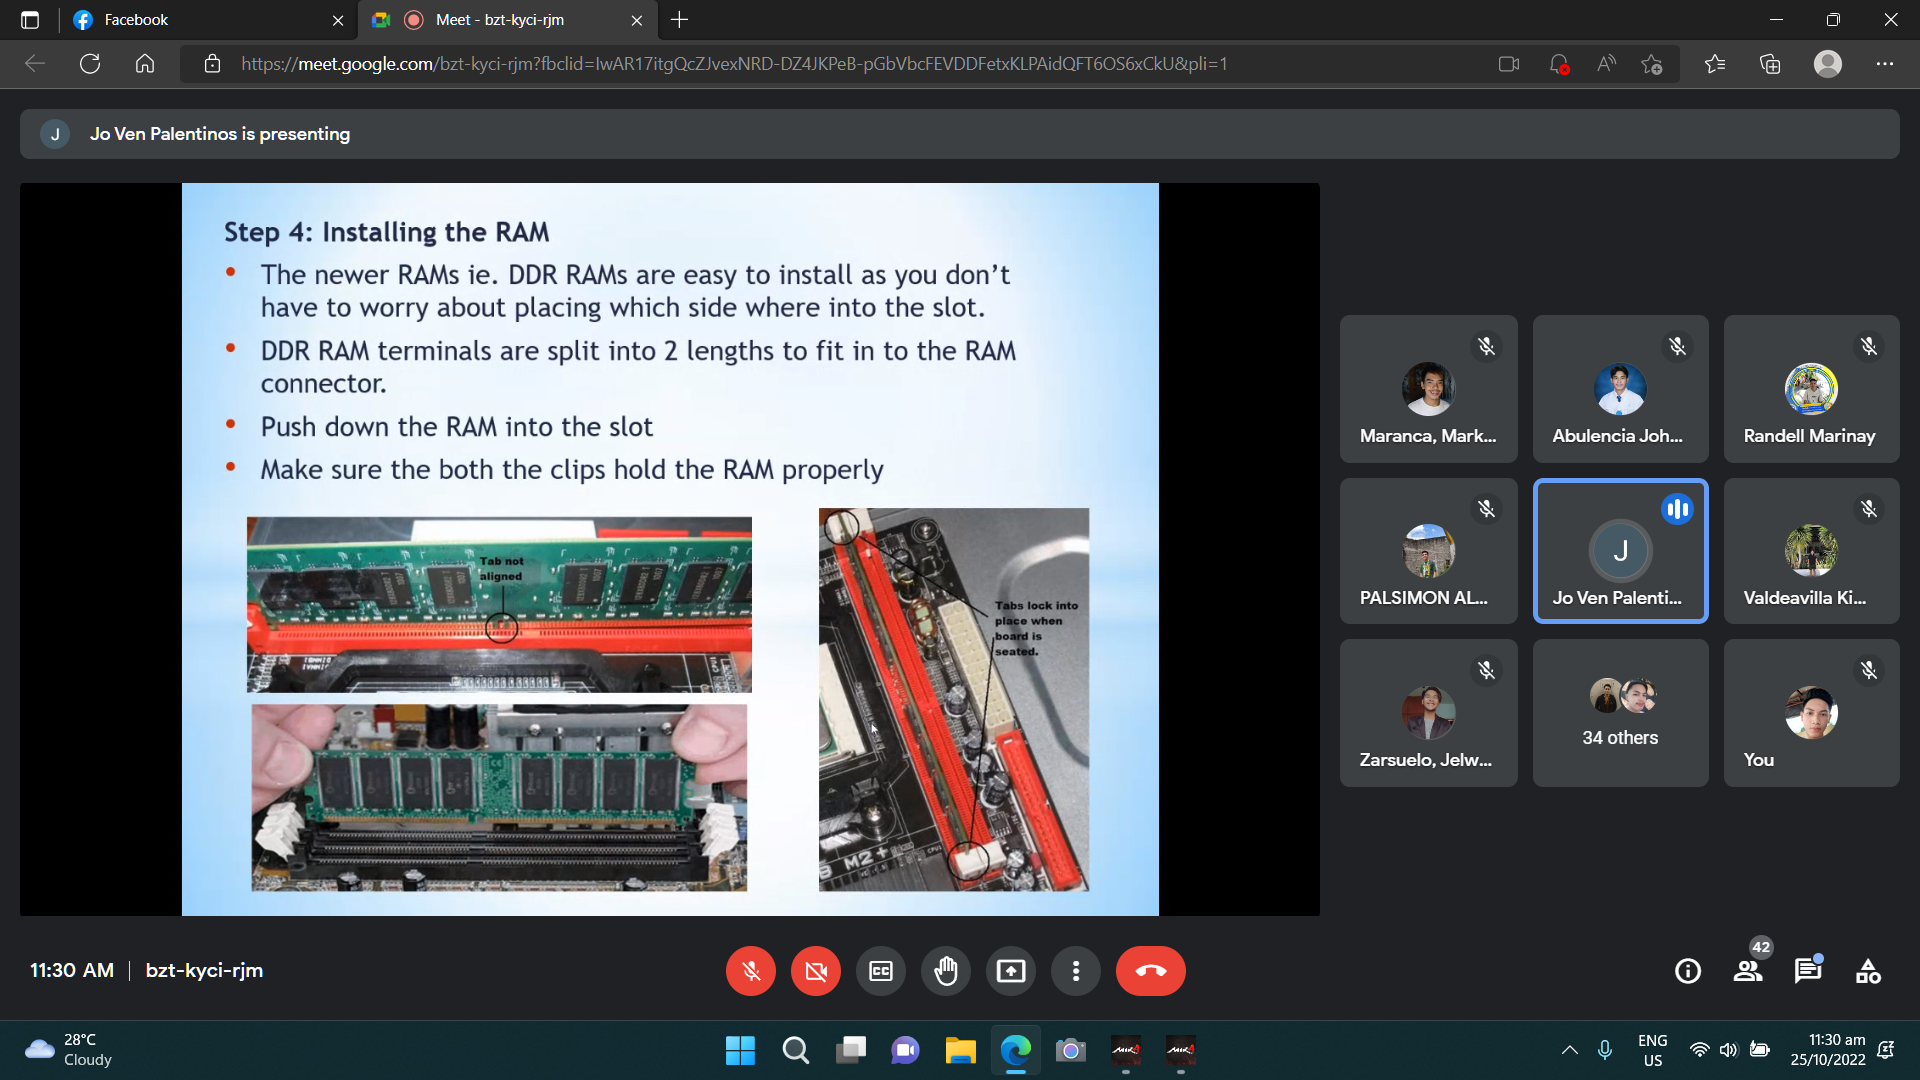 Facebook
Meet - bzt-kyci-rjm
https://meet.google.com/bzt-kyci-rjm?fbclid=IwAR17itgQcZJvexNRD-DZ4JKPeB-pGbVbcFEVDDFetxKLPAidQFT6OS6xCkU&pli=1
J
Jo Ven Palentinos is presenting
Step 4: Installing the RAM
• The newer RAMs ie. DDR RAMs are easy to install as you don't
have to worry about placing which side where into the slot.
• DDR RAM terminals are split into 2 lengths to fit in to the RAM
connector.
• Push down the RAM into the slot
• Make sure the both the clips hold the RAM properly
Tab not
aligned
Tabs lock into
place when
board is
seated.
M2+
Maranca, Mark...
Abulencia Joh...
Randell Marinay
PALSIMON AL...
J
Jo Ven Palenti...
Valdeavilla Ki...
Zarsuelo, Jelw...
34 others
You
11:30 AM | bzt-kyci-rjm
CC
42
28°C
Cloudy
ENG
US
11:30 am
25/10/2022